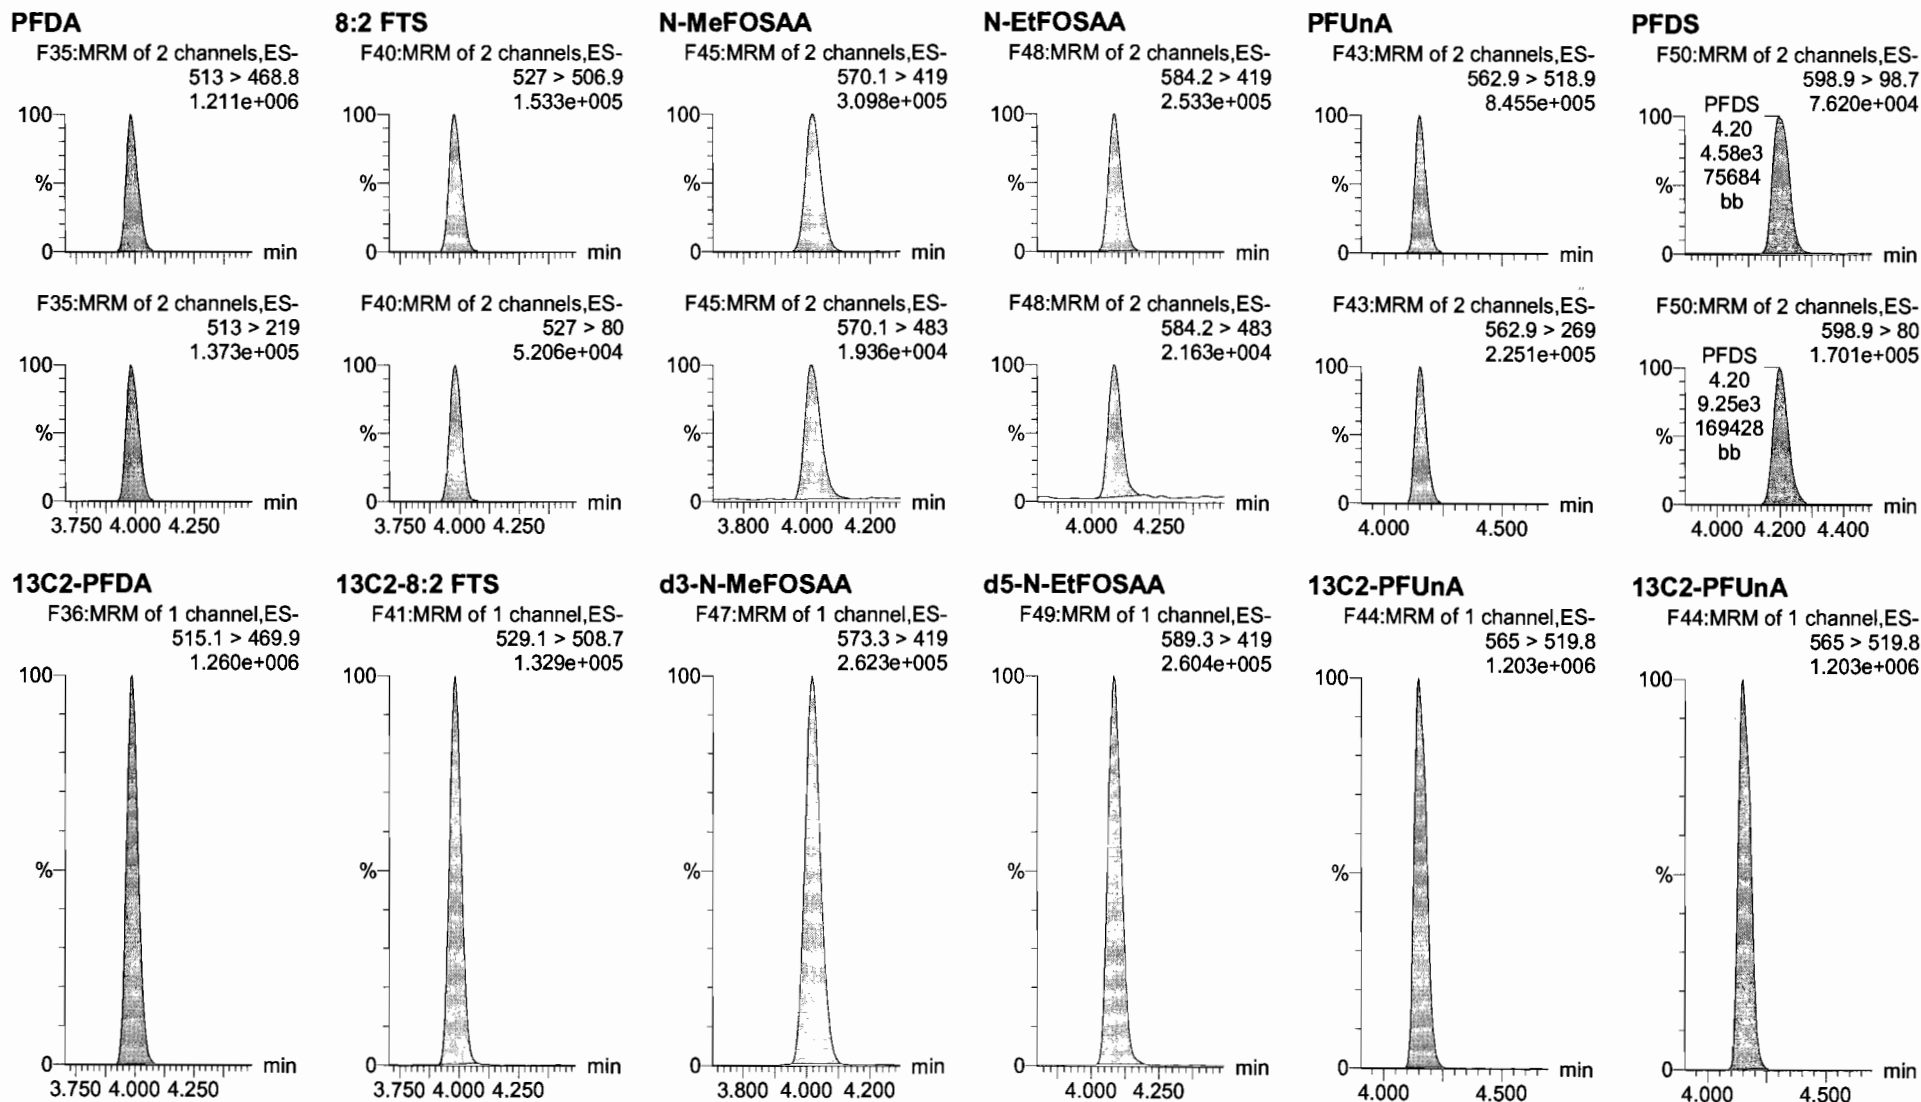 PFDA
F35:MRM of 2 channels,ES-
513 > 468.8
1.211e+006
100
%
0
min
8:2 FTS
F40:MRM of 2 channels,ES-
527 > 506.9
1.533e+005
100
%
0
min
N-MeFOSAA
F45:MRM of 2 channels,ES-
570.1 > 419
3.098e+005
100
%
0
min
N-EtFOSAA
F48:MRM of 2 channels,ES-
584.2 > 419
2.533e+005
100
%
0
min
PFUnA
F43:MRM of 2 channels,ES-
562.9 > 518.9
8.455e+005
100
%
0
min
PFDS
F50:MRM of 2 channels,ES-
598.9 > 98.7
7.620e+004
PFDS
4.20
4.58e3
75684
bb
100
%
0
min
F35:MRM of 2 channels,ES-
513 > 219
1.373e+005
100
%
0
min
3.750 4.000 4.250
F40:MRM of 2 channels,ES-
527 > 80
5.206e+004
100
%
0
min
3.750 4.000 4.250
F45:MRM of 2 channels,ES-
570.1 > 483
1.936e+004
100
%
0
min
3.800 4.000 4.200
F48:MRM of 2 channels,ES-
584.2 > 483
2.163e+004
100
%
0
min
4.000 4.250
F43:MRM of 2 channels,ES-
562.9 > 269
2.251e+005
100
%
0
min
4.000 4.500
F50:MRM of 2 channels,ES-
598.9 > 80
1.701e+005
PFDS
4.20
9.25e3
169428
bb
100
%
0
min
4.000 4.200 4.400
13C2-PFDA
F36:MRM of 1 channel,ES-
515.1 > 469.9
1.260e+006
100
%
0
min
3.750 4.000 4.250
13C2-8:2 FTS
F41:MRM of 1 channel,ES-
529.1 > 508.7
1.329e+005
100
%
0
min
3.750 4.000 4.250
d3-N-MeFOSAA
F47:MRM of 1 channel,ES-
573.3 > 419
2.623e+005
100
%
0
min
3.800 4.000 4.200
d5-N-EtFOSAA
F49:MRM of 1 channel,ES-
589.3 > 419
2.604e+005
100
%
0
min
4.000 4.250
13C2-PFUnA
F44:MRM of 1 channel,ES-
565 > 519.8
1.203e+006
100
%
0
min
4.000 4.500
13C2-PFUnA
F44:MRM of 1 channel,ES-
565 > 519.8
1.203e+006
100
%
0
min
4.000 4.500